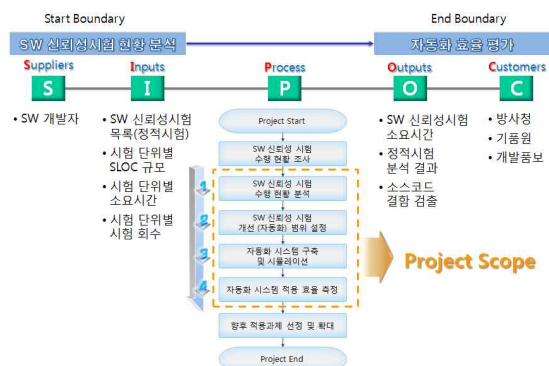 Start Boundary
End Boundary
SW 신뢰성시험 현황 분석
자동화 효율 평가
Suppliers
Inputs
Process
Outputs
Customers
S
I
P
O
C
• SW 개발자
• SW 신뢰성시험
목록(정적시험)
• 시험 단위별
SLOC 규모
• 시험 단위별
소요시간
• 시험 단위별
시험 회수
Project Start
SW 신뢰성 시험
수행 현황 조사
1
SW 신뢰성 시험
수행 현황 분석
2
SW 신뢰성 시험
개선 (자동화) 범위 설정
3
자동화 시스템 구축
및 시뮬레이션
4
자동화 시스템 적용 효율 측정
향후 적용과제 선정 및 확대
Project End
• SW 신뢰성시험
소요시간
• 정적시험
분석 결과
• 소스코드
결함 검출
• 방사청
• 기품원
• 개발품보
Project Scope